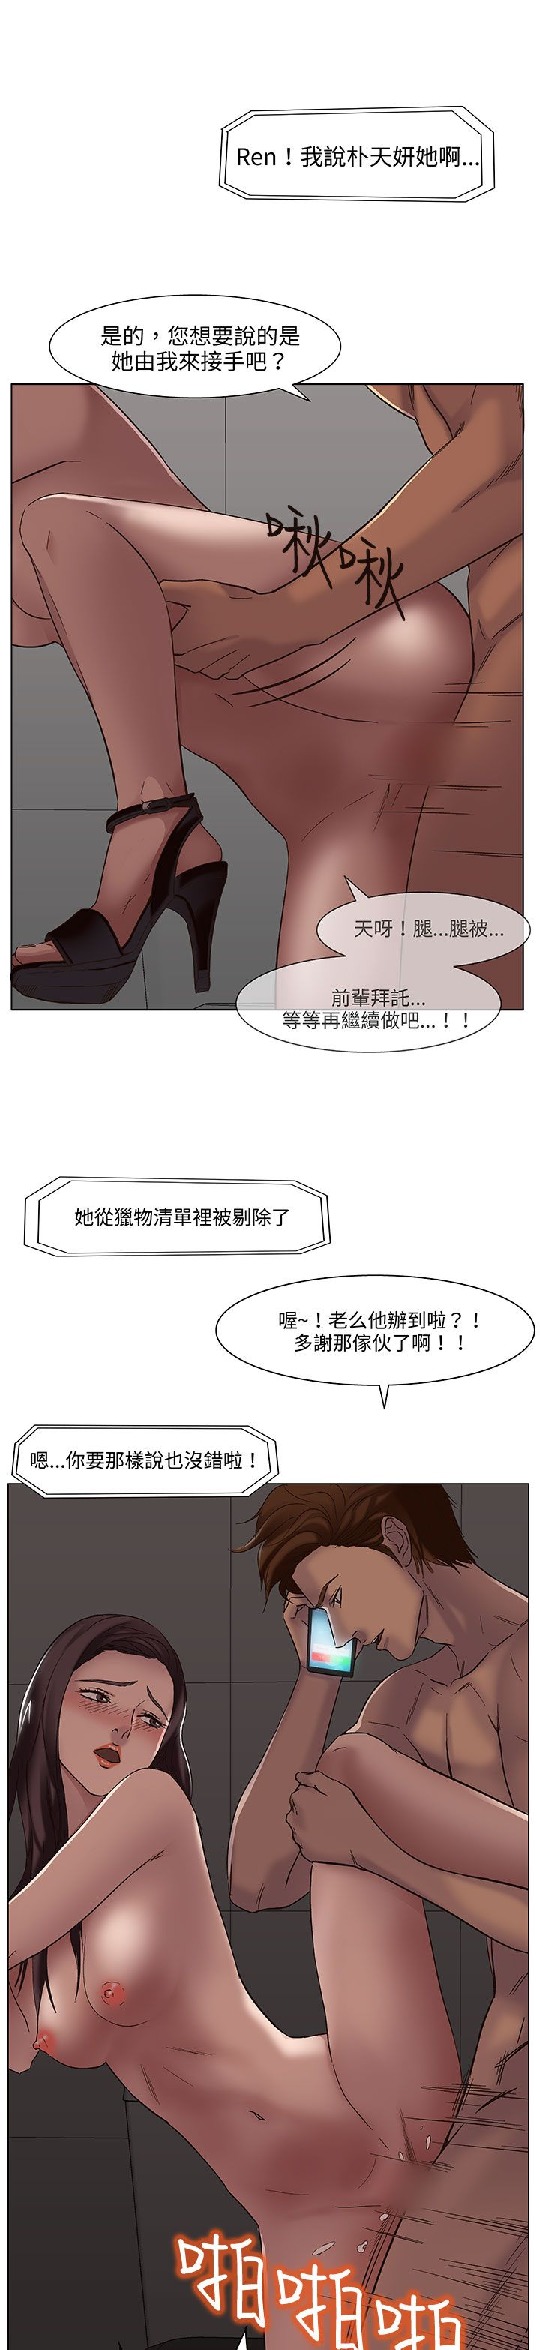 Ren！我說朴天妍她啊...
是的，您想要說的是
她由我來接手吧？
啾啾
天呀！腿...腿被...
前輩拜託...
等等再繼續做吧...！！
她從獵物清單裡被剔除了
喔~！老么他辦到啦？！
多謝那傢伙了啊！！
嗯...你要那樣說也沒錯啦！
啪啪啪